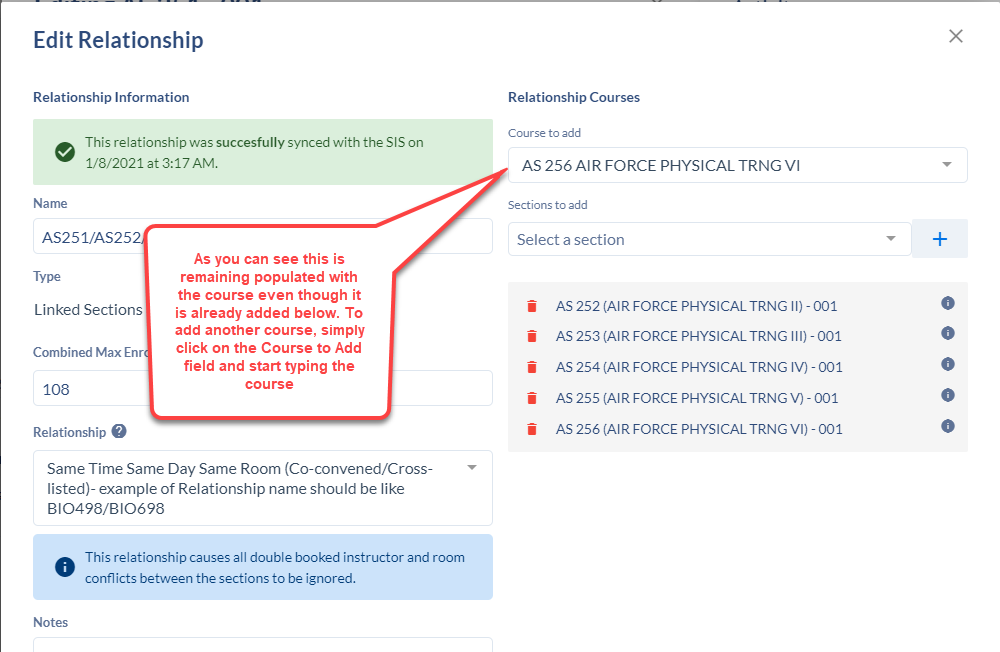 Edit Relationship
Relationship Information
This relationship was succesfully synced with the SIS on
1/8/2021 at 3:17 AM.
Name
AS251/AS252/
Type
Linked Sections
Combined Max Enro
108
Relationship
Same Time Same Day Same Room (Co-convened/Cross-
listed)- example of Relationship name should be like
BIO498/BIO698
This relationship causes all double booked instructor and room
conflicts between the sections to be ignored.
Notes
As you can see this is
remaining populated with
the course even though it
is already added below. To
add another course, simply
click on the Course to Add
field and start typing the
course
Relationship Courses
Course to add
AS 256 AIR FORCE PHYSICAL TRNG VI
Sections to add
Select a section
AS 252 (AIR FORCE PHYSICAL TRNG II) - 001
AS 253 (AIR FORCE PHYSICAL TRNG III) - 001
AS 254 (AIR FORCE PHYSICAL TRNG IV) - 001
AS 255 (AIR FORCE PHYSICAL TRNG V) - 001
AS 256 (AIR FORCE PHYSICAL TRNG VI) - 001